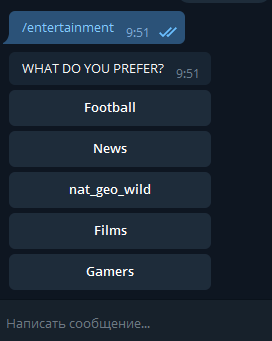 /entertainment 9:51
WHAT DO YOU PREFER? 9:51
Football
News
nat_geo_wild
Films
Gamers
Написать сообщение...